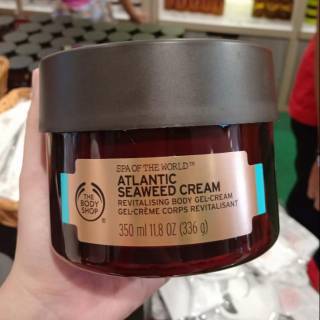 SPA OF THE WORLD™
ATLANTIC
SEAWEED CREAM
REVITALISING BODY GEL-CREAM
GEL-CRÈME CORPS REVITALISANT
350 ml 11.8 OZ (336 g)
THE
BODY
SHOP
®